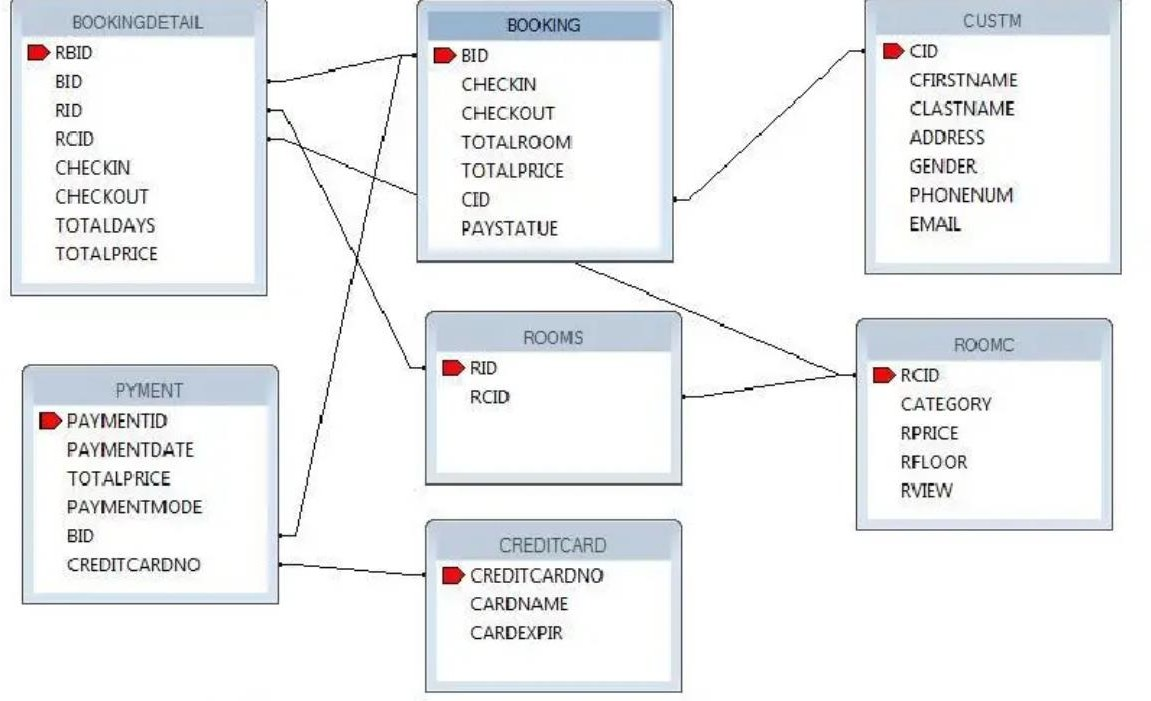 BOOKINGDETAIL
RBID
BID
RID
RCID
CHECKIN
CHECKOUT
TOTALDAYS
TOTALPRICE
BOOKING
BID
CHECKIN
CHECKOUT
TOTALROOM
TOTALPRICE
CID
PAYSTATUE
CUSTM
CID
CFIRSTNAME
CLASTNAME
ADDRESS
GENDER
PHONENUM
EMAIL
PYMENT
PAYMENTID
PAYMENTDATE
TOTALPRICE
PAYMENTMODE
BID
CREDITCARDNO
ROOMS
RID
RCID
ROOMC
RCID
CATEGORY
RPRICE
RFLOOR
RVIEW
CREDITCARD
CREDITCARDNO
CARDNAME
CARDEXPIR